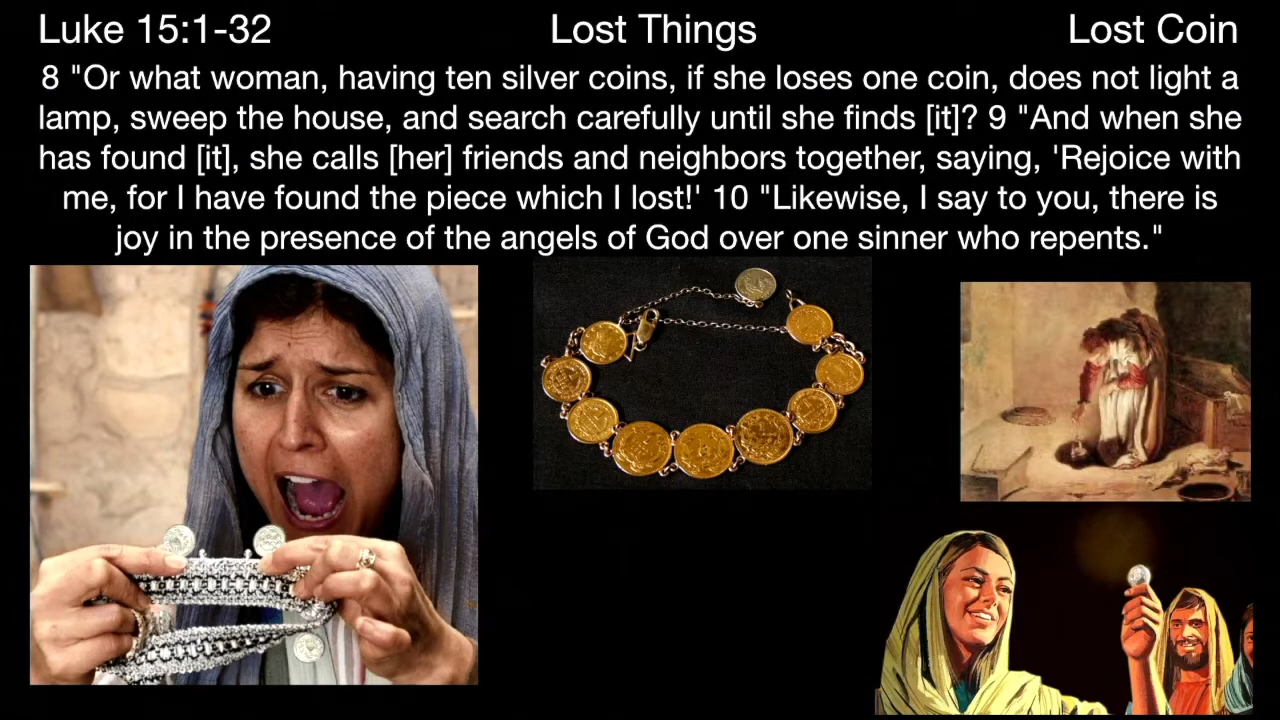 Luke 15:1-32 Lost Things Lost Coin
8 "Or what woman, having ten silver coins, if she loses one coin, does not light a
lamp, sweep the house, and search carefully until she finds [it]? 9 "And when she
has found [it], she calls [her] friends and neighbors together, saying, 'Rejoice with
me, for I have found the piece which I lost!' 10 "Likewise, I say to you, there is
joy in the presence of the angels of God over one sinner who repents."